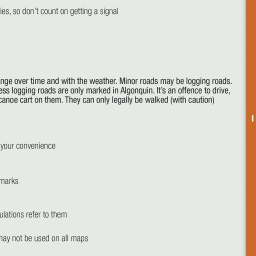 ies, so don't count on getting a signal
nge over time and with the weather. Minor roads may be logging roads.
ess logging roads are only marked in Algonquin. It's an offence to drive,
canoe cart on them. They can only legally be walked (with caution)
your convenience
marks
ulations refer to them
may not be used on all maps